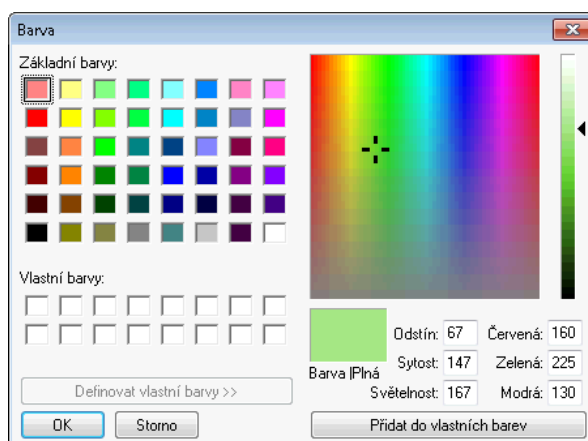 Barva
Základní barvy:
Vlastní barvy:
Definovat vlastní barvy >>
OK
Storno
Barva |Plná
Odstín: 67
Sytost: 147
Světelnost: 167
Červená: 160
Zelená: 225
Modrá: 130
Přidat do vlastních barev